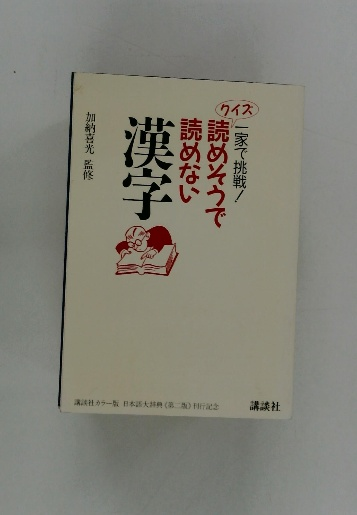 クイズ
一家で挑戦！
読めそうで
読めない
漢字
加納喜光 監修
講談社カラー版 日本語大辞典《第二版》刊行記念
講談社